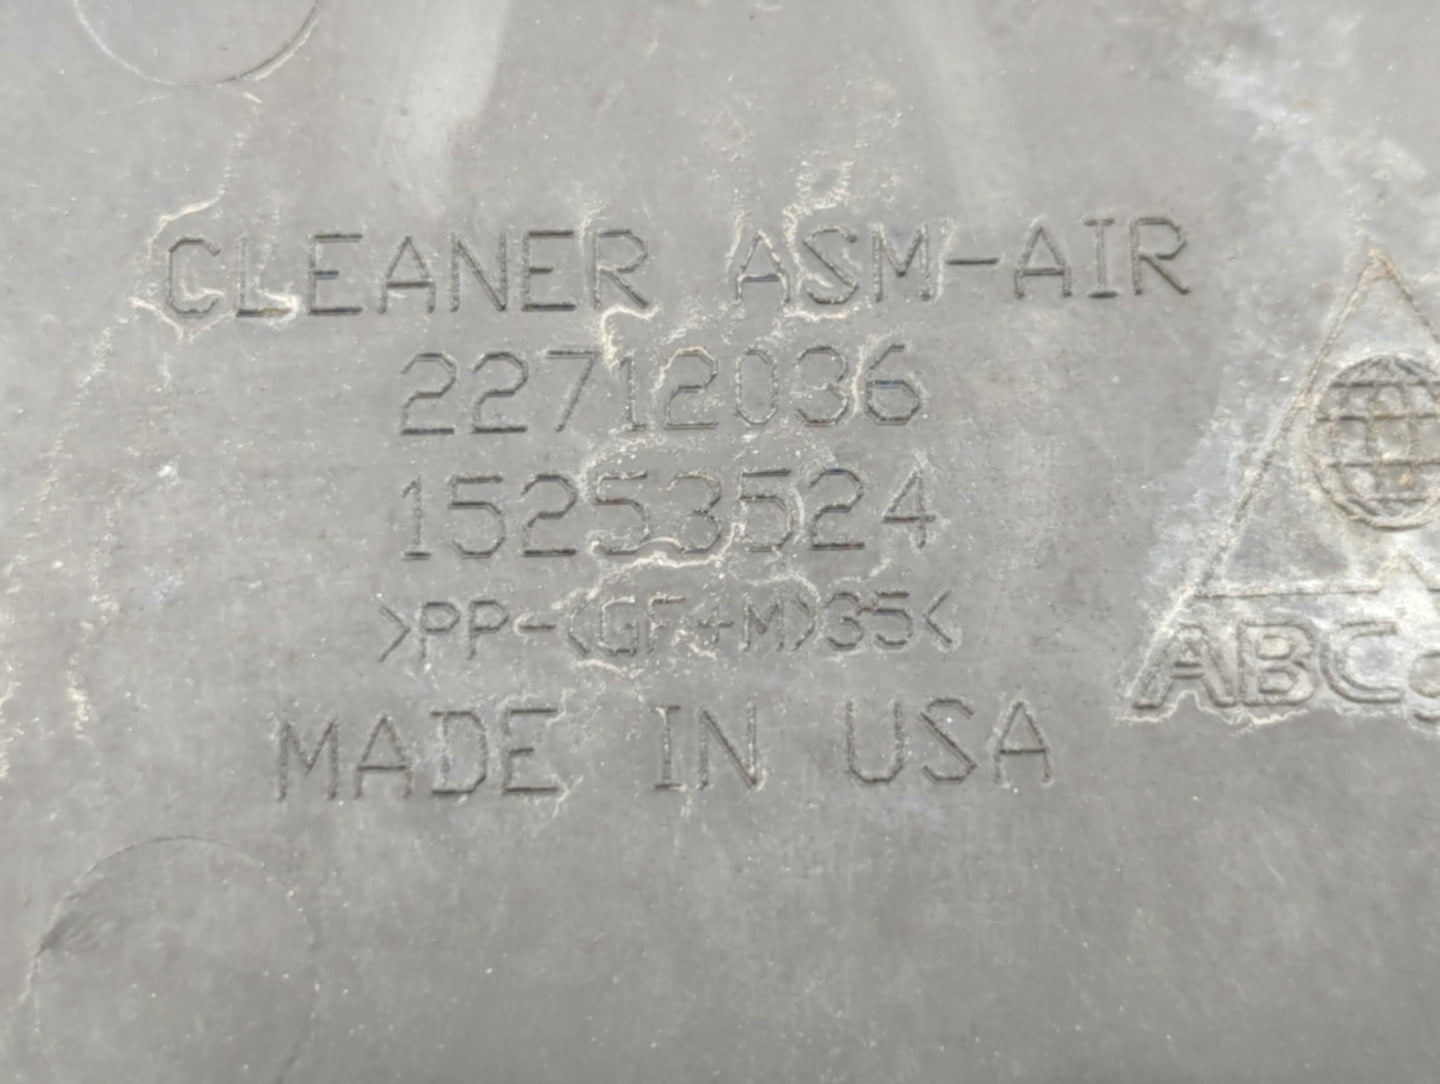 CLEANER ASM-AIR
22712036
15253524
>PP-(GF+M)35<
MADE IN USA
ABC